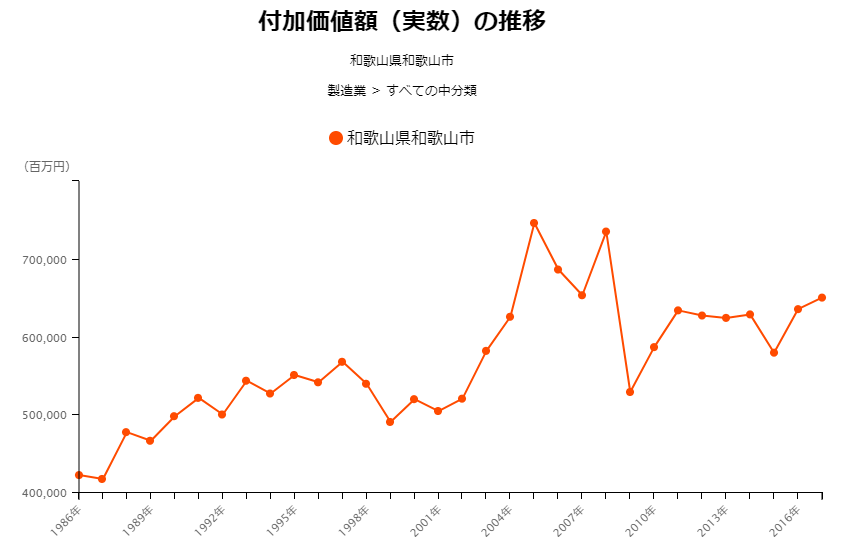 付加価値額（実数）の推移
和歌山県和歌山市
製造業 > すべての中分類
和歌山県和歌山市
（百万円）
700,000
600,000
500,000
400,000
1986年
1989年
1992年
1995年
1998年
2001年
2004年
2007年
2010年
2013年
2016年